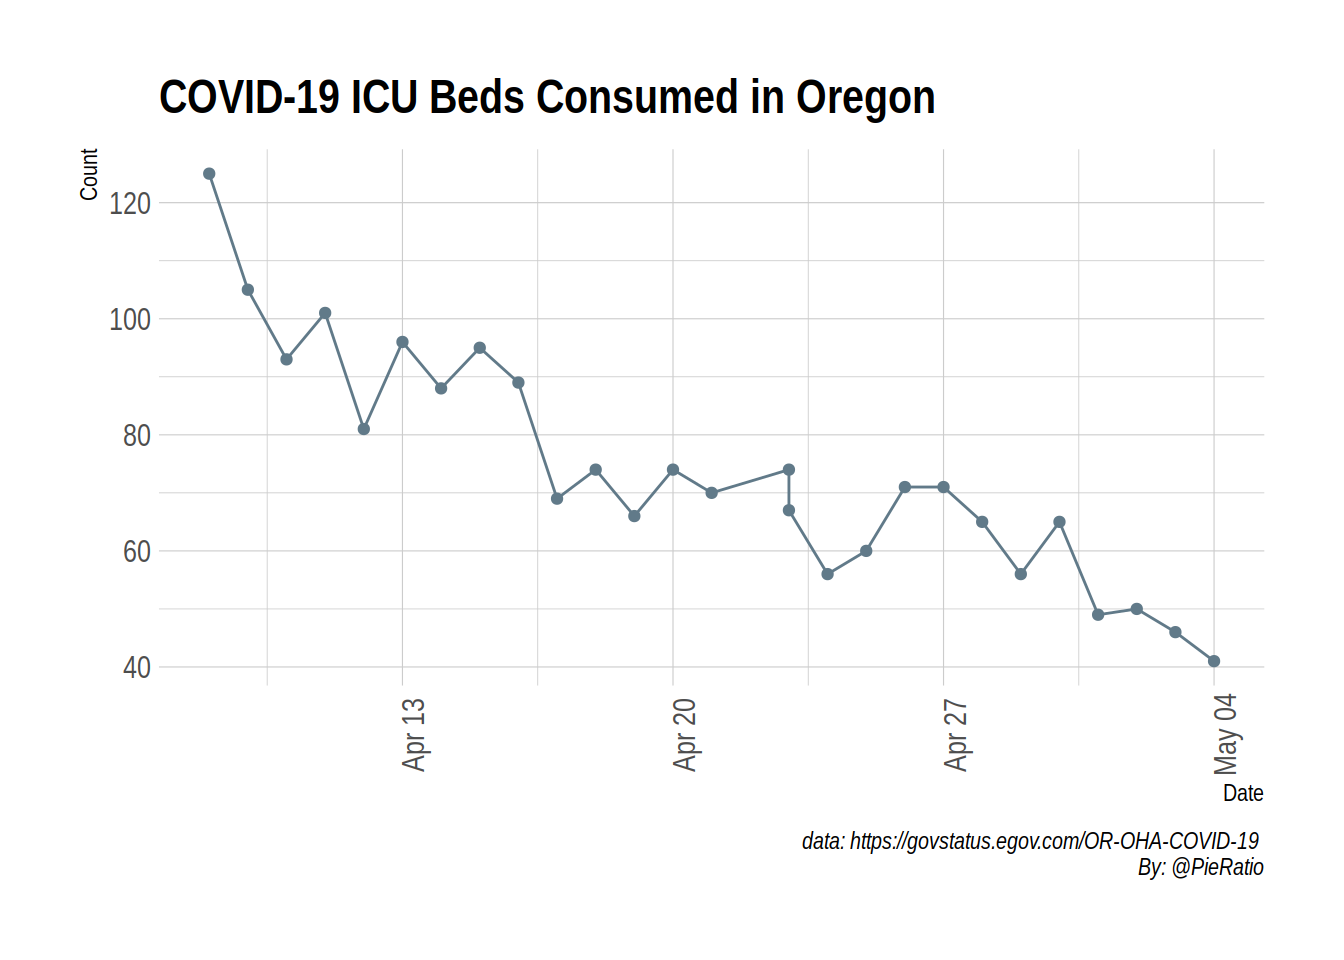 COVID-19 ICU Beds Consumed in Oregon
Count
120
100
80
60
40
Apr 13
Apr 20
Apr 27
May 04
Date
data: https://govstatus.egov.com/OR-OHA-COVID-19
By: @PieRatio